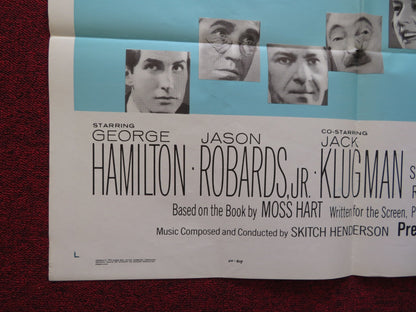 STARRING
GEORGE
HAMILTON · JASON
ROBARDS, JR. · CO-STARRING
JACK
KLUGMAN S
R
Based on the Book by MOSS HART Written for the Screen, P
Music Composed and Conducted by SKITCH HENDERSON Pre
L